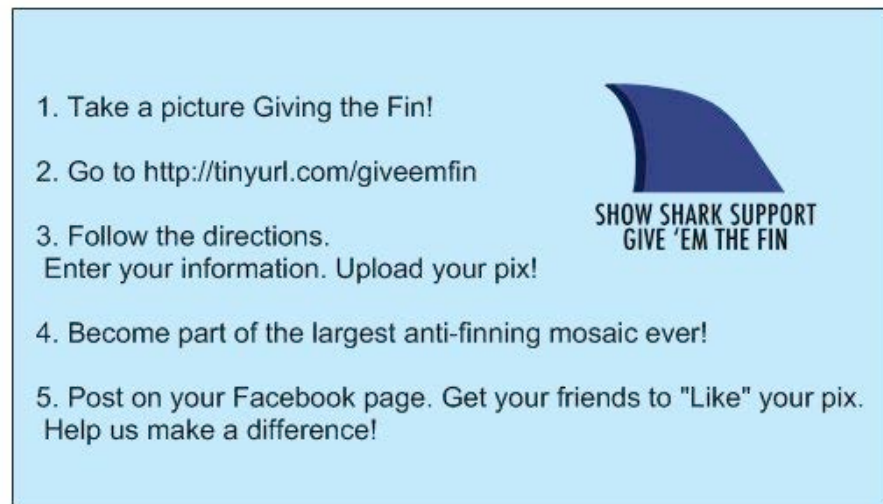 1. Take a picture Giving the Fin!
2. Go to http://tinyurl.com/giveemfin
SHOW SHARK SUPPORT
GIVE 'EM THE FIN
3. Follow the directions.
Enter your information. Upload your pix!
4. Become part of the largest anti-finning mosaic ever!
5. Post on your Facebook page. Get your friends to "Like" your pix.
Help us make a difference!